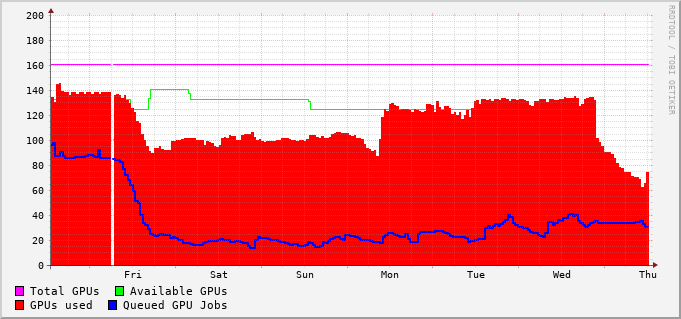 200
180
160
140
120
100
80
60
40
20
0
Fri Sat Sun Mon Tue Wed Thu
Total GPUs Available GPUs
GPUs used Queued GPU Jobs
RRDTOOL / TOBI OETIKER